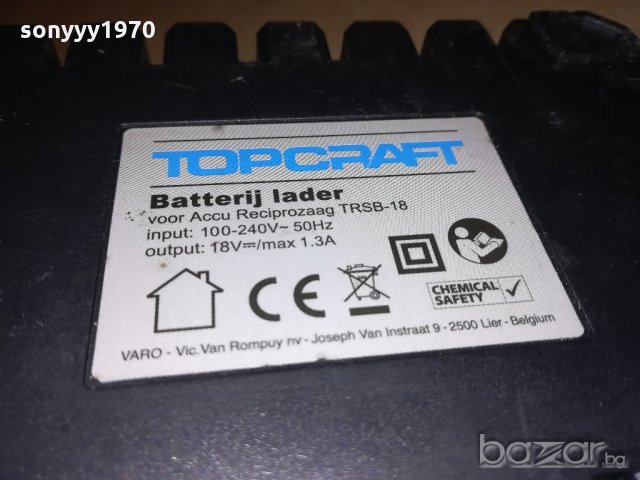 sonyyy1970
TOPCRAFT
Batterij lader
voor Accu Reciprozaag TRSB-18
input: 100-240V~ 50Hz
output: 18V⎓/max 1.3A
CE
CHEMICAL
SAFETY
VARO - Vic. Van Rompuy nv - Joseph Van Instraat 9 - 2500 Lier - Belgium
bazar.bg